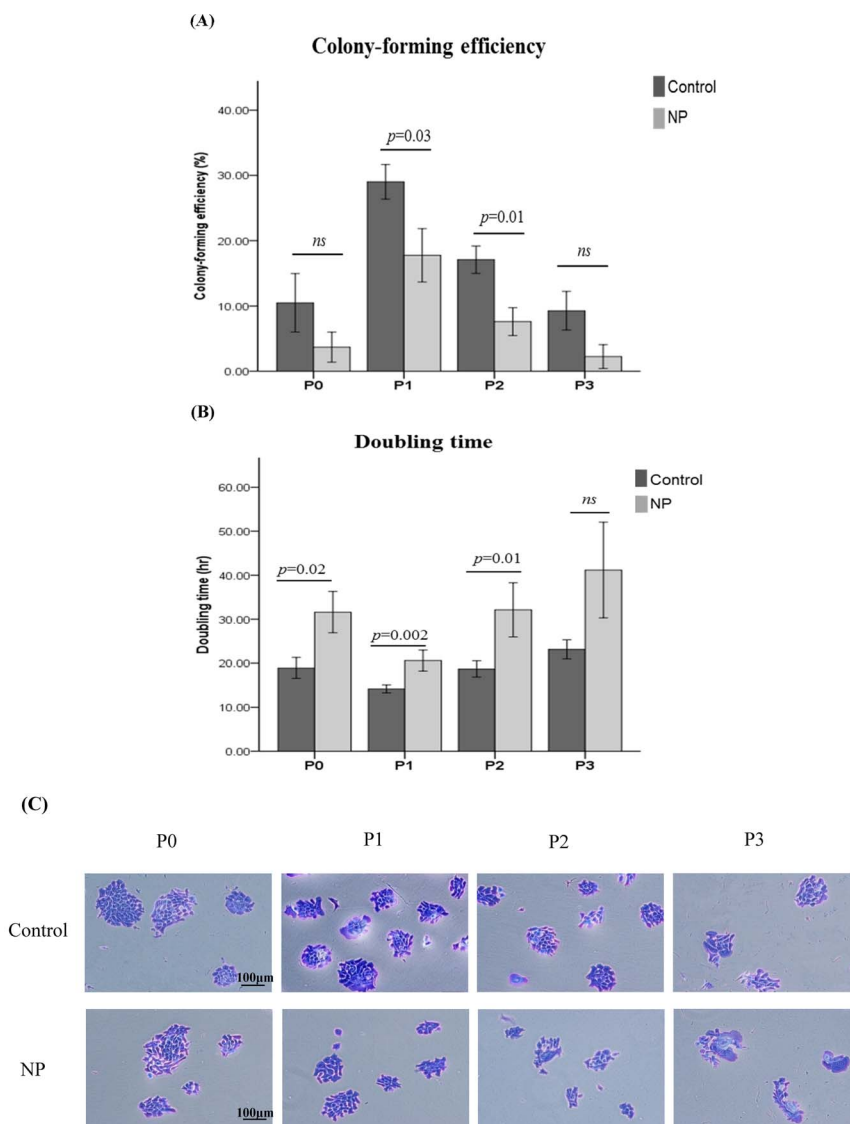 (A)
Colony-forming efficiency
Control
NP
Colony-forming efficiency (%)
40.00
30.00
20.00
10.00
0.00
ns
p=0.03
p=0.01
ns
P0 P1 P2 P3
(B)
Doubling time
Control
NP
Doubling time (hr)
60.00
50.00
40.00
30.00
20.00
10.00
0.00
p=0.02
p=0.002
p=0.01
ns
P0 P1 P2 P3
(C)
P0 P1 P2 P3
Control
100µm
NP
100µm